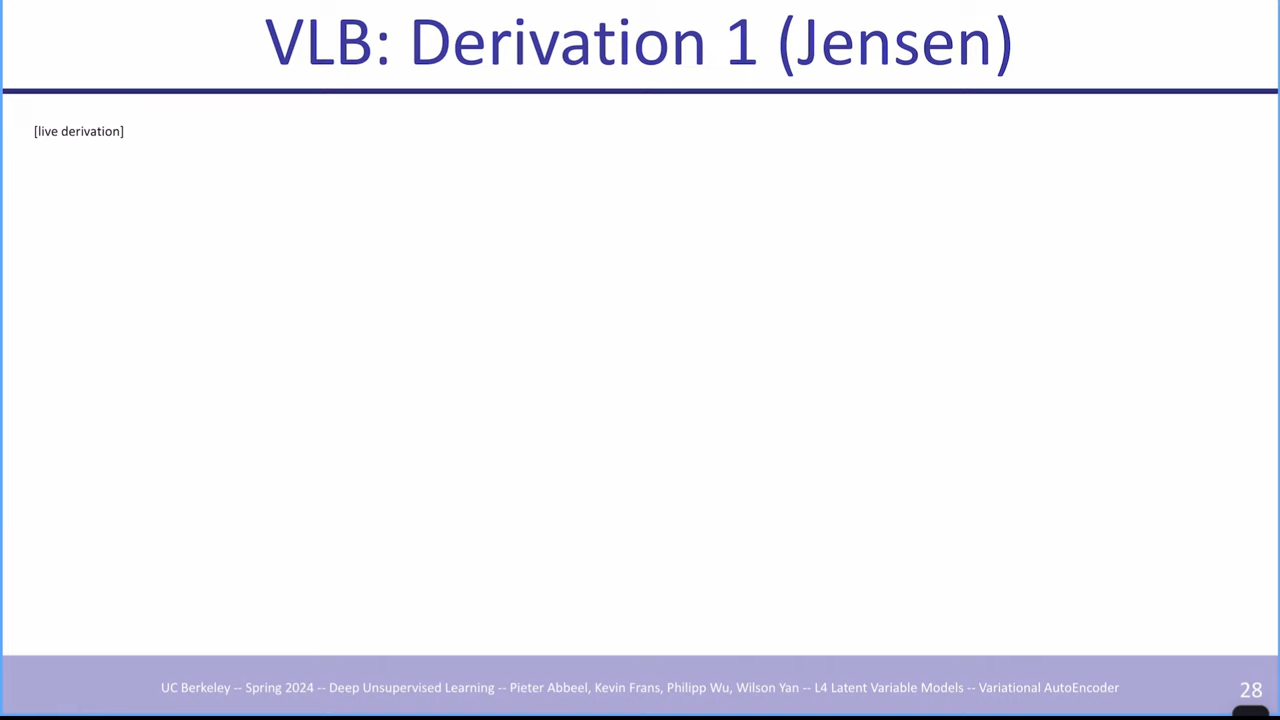 VLB: Derivation 1 (Jensen)
[live derivation]
UC Berkeley -- Spring 2024 -- Deep Unsupervised Learning -- Pieter Abbeel, Kevin Frans, Philipp Wu, Wilson Yan -- L4 Latent Variable Models -- Variational AutoEncoder
28